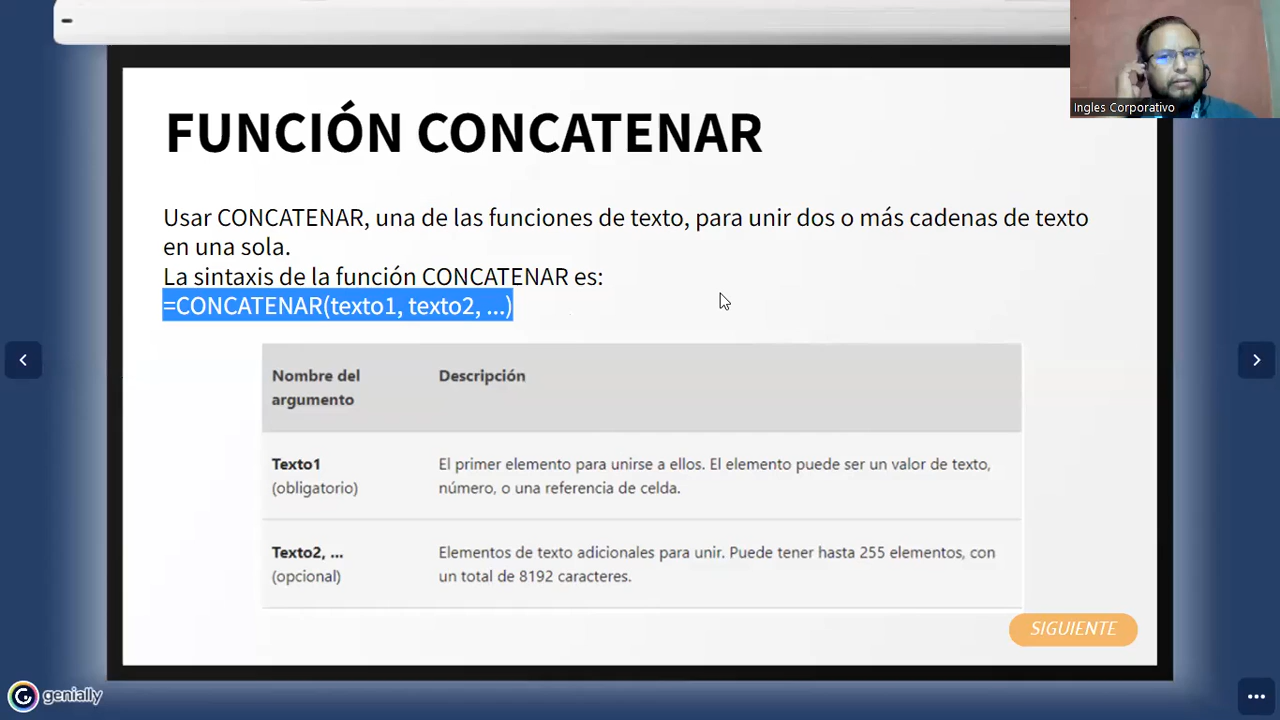 Ingles Corporativo
FUNCIÓN CONCATENAR
Usar CONCATENAR, una de las funciones de texto, para unir dos o más cadenas de texto
en una sola.
La sintaxis de la función CONCATENAR es:
=CONCATENAR(texto1, texto2, ...)
Nombre del
argumento
Descripción
Texto1
(obligatorio)
El primer elemento para unirse a ellos. El elemento puede ser un valor de texto,
número, o una referencia de celda.
Texto2, ...
(opcional)
Elementos de texto adicionales para unir. Puede tener hasta 255 elementos, con
un total de 8192 caracteres.
SIGUIENTE
genially